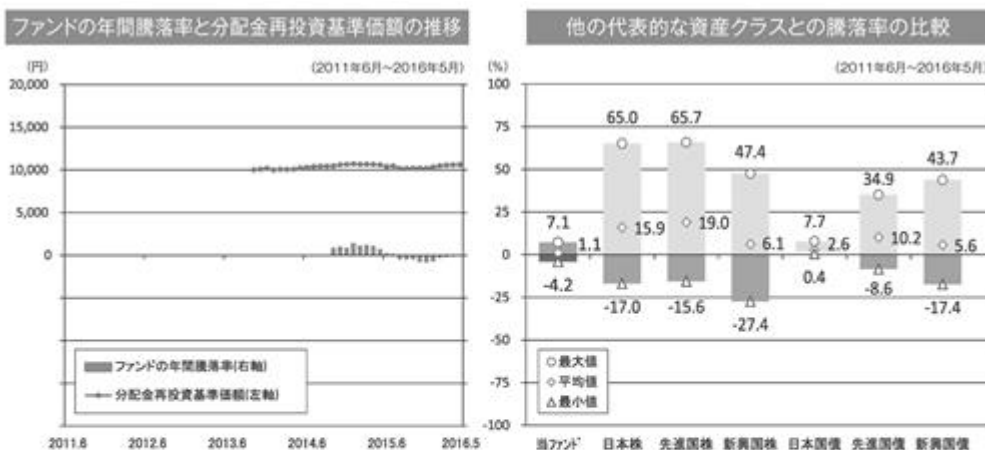 ファンドの年間騰落率と分配金再投資基準価額の推移
(円)
(2011年6月~2016年5月)
20,000
15,000
10,000
5,000
0
ファンドの年間騰落率(右軸)
分配金再投資基準価額(左軸)
2011.6 2012.6 2013.6 2014.6 2015.6 2016.5
他の代表的な資産クラスとの騰落率の比較
(%)
(2011年6月~2016年5月)
100
75
50
25
0
-25
-50
-75
-100
7.1 65.0 65.7 47.4 7.7 34.9 43.7
1.1 15.9 19.0 6.1 2.6 10.2 5.6
-4.2 -17.0 -15.6 -27.4 0.4 -8.6 -17.4
最大値
平均値
最小値
当ファンド 日本株 先進国株 新興国株 日本国債 先進国債 新興国債